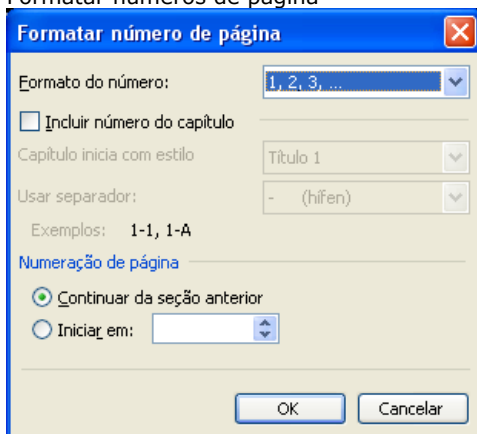 Formatar números de página
Formatar número de página
Formato do número: 1, 2, 3, ...
Incluir número do capítulo
Capítulo inicia com estilo Título 1
Usar separador: - (hífen)
Exemplos: 1-1, 1-A
Numeração de página
Continuar da seção anterior
Iniciar em:
OK Cancelar